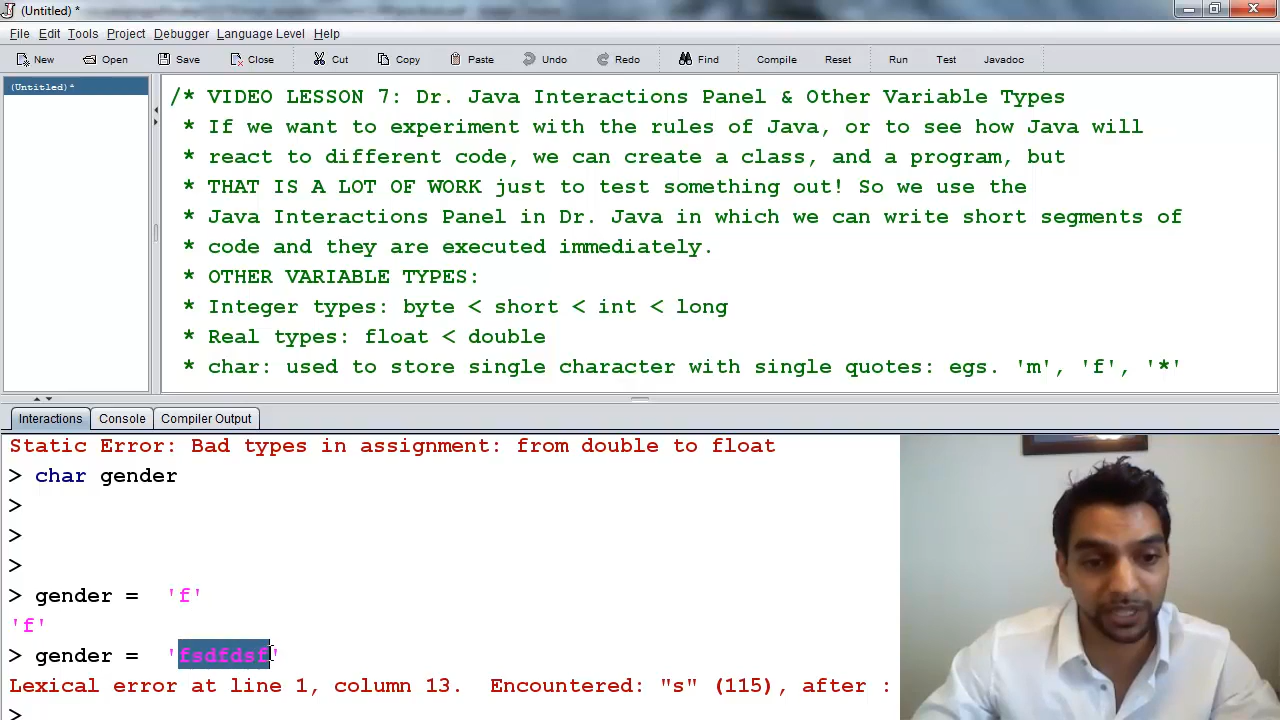 (Untitled) *
File Edit Tools Project Debugger Language Level Help
New Open Save Close Cut Copy Paste Undo Redo Find Compile Reset Run Test Javadoc
(Untitled)*
/* VIDEO LESSON 7: Dr. Java Interactions Panel & Other Variable Types
* If we want to experiment with the rules of Java, or to see how Java will
* react to different code, we can create a class, and a program, but
* THAT IS A LOT OF WORK just to test something out! So we use the
* Java Interactions Panel in Dr. Java in which we can write short segments of
* code and they are executed immediately.
* OTHER VARIABLE TYPES:
* Integer types: byte < short < int < long
* Real types: float < double
* char: used to store single character with single quotes: egs. 'm', 'f', '*'
Interactions Console Compiler Output
Static Error: Bad types in assignment: from double to float
> char gender
>
>
>
> gender =  'f'
'f'
> gender =  'fsdfdsf'
Lexical error at line 1, column 13.  Encountered: "s" (115), after :
>